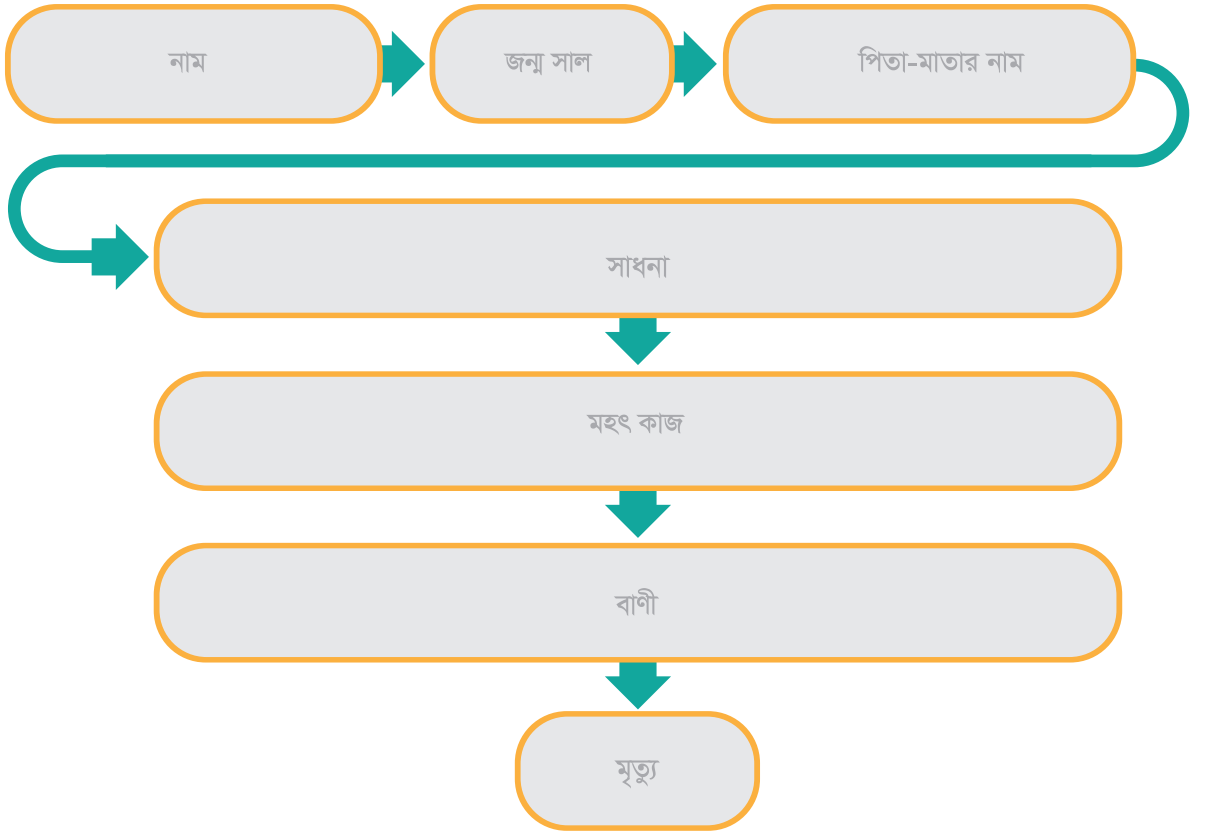 নাম
জন্ম সাল
পিতা-মাতার নাম
সাধনা
মহৎ কাজ
বাণী
মৃত্যু